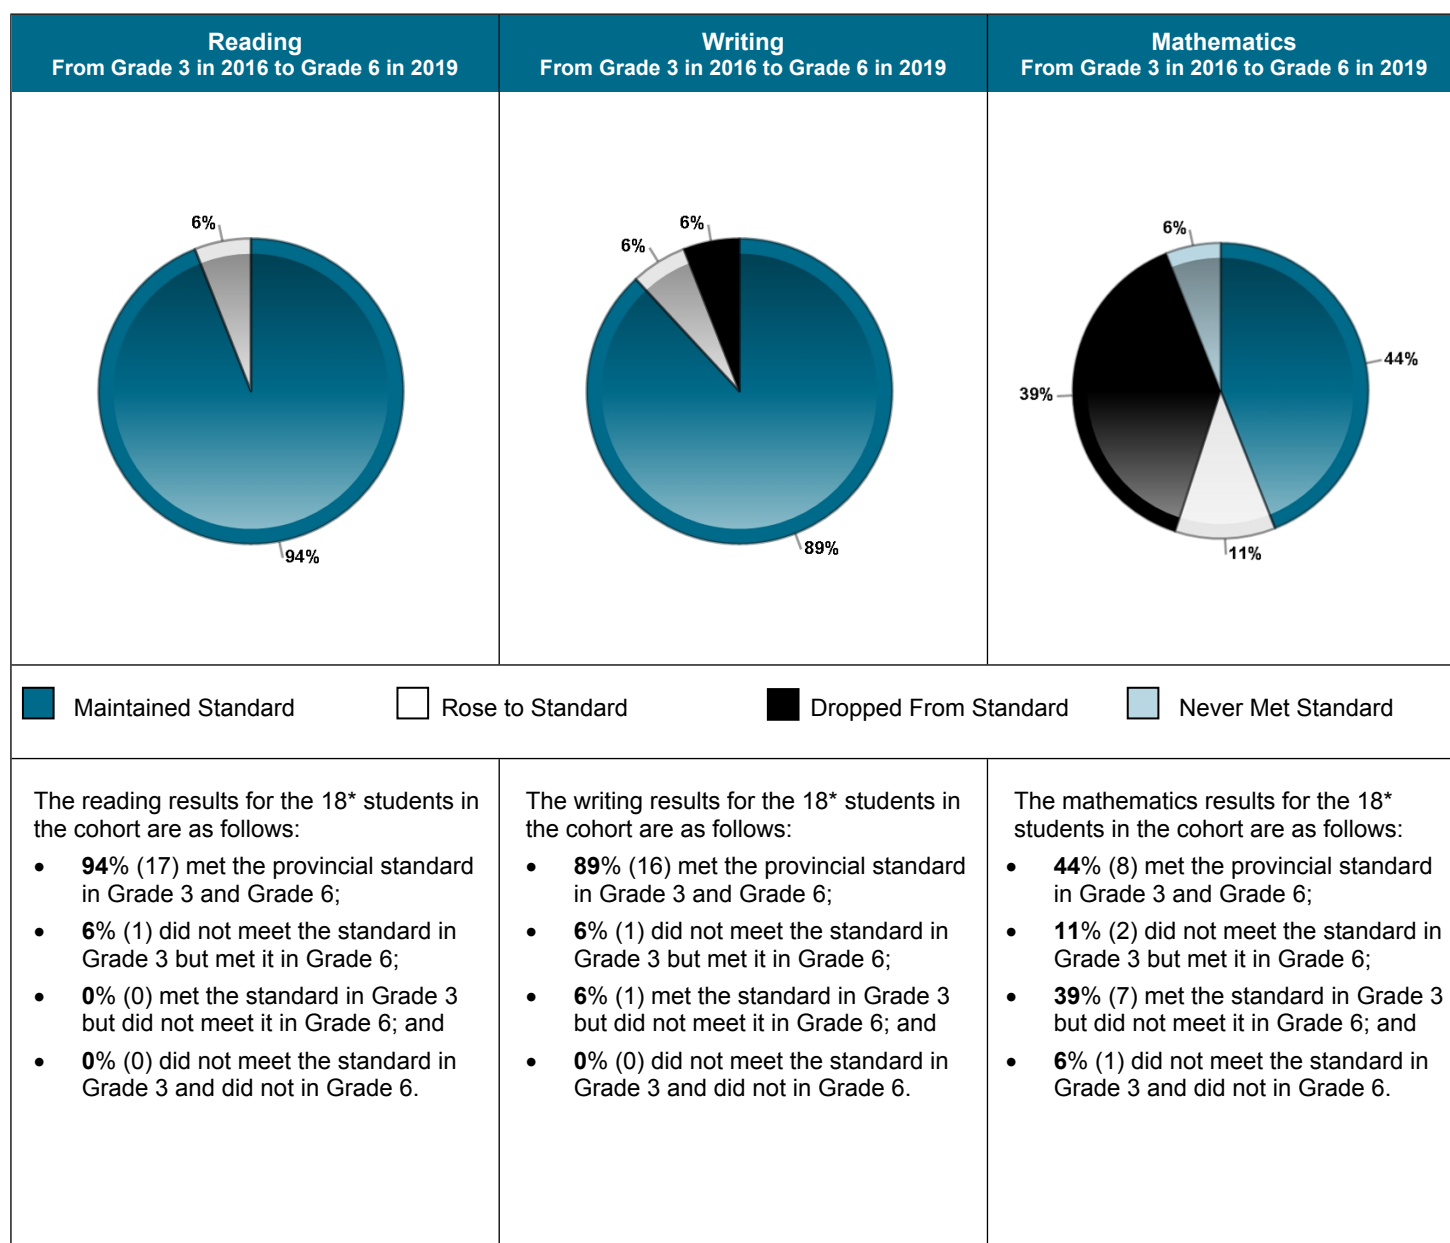 Reading
From Grade 3 in 2016 to Grade 6 in 2019
Writing
From Grade 3 in 2016 to Grade 6 in 2019
Mathematics
From Grade 3 in 2016 to Grade 6 in 2019
6%
94%
6%
6%
89%
6%
44%
39%
11%
Maintained Standard
Rose to Standard
Dropped From Standard
Never Met Standard
The reading results for the 18* students in
the cohort are as follows:
• 94% (17) met the provincial standard
in Grade 3 and Grade 6;
• 6% (1) did not meet the standard in
Grade 3 but met it in Grade 6;
• 0% (0) met the standard in Grade 3
but did not meet it in Grade 6; and
• 0% (0) did not meet the standard in
Grade 3 and did not in Grade 6.
The writing results for the 18* students in
the cohort are as follows:
• 89% (16) met the provincial standard
in Grade 3 and Grade 6;
• 6% (1) did not meet the standard in
Grade 3 but met it in Grade 6;
• 6% (1) met the standard in Grade 3
but did not meet it in Grade 6; and
• 0% (0) did not meet the standard in
Grade 3 and did not in Grade 6.
The mathematics results for the 18*
students in the cohort are as follows:
• 44% (8) met the provincial standard
in Grade 3 and Grade 6;
• 11% (2) did not meet the standard in
Grade 3 but met it in Grade 6;
• 39% (7) met the standard in Grade 3
but did not meet it in Grade 6; and
• 6% (1) did not meet the standard in
Grade 3 and did not in Grade 6.